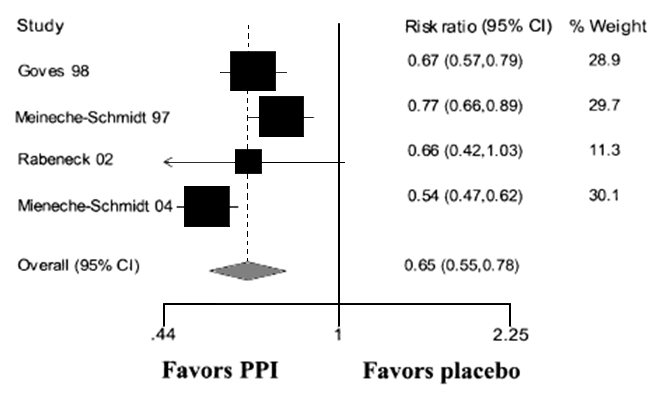 Study Risk ratio (95% CI) % Weight
Goves 98 0.67 (0.57,0.79) 28.9
Meineche-Schmidt 97 0.77 (0.66,0.89) 29.7
Rabeneck 02 0.66 (0.42,1.03) 11.3
Mieneche-Schmidt 04 0.54 (0.47,0.62) 30.1
Overall (95% CI) 0.65 (0.55,0.78)
.44 1 2.25
Favors PPI Favors placebo